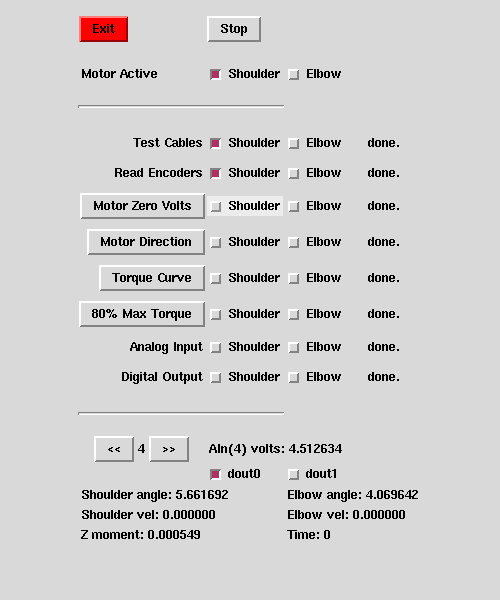 Exit Stop
Motor Active Shoulder Elbow
Test Cables Shoulder Elbow done.
Read Encoders Shoulder Elbow done.
Motor Zero Volts Shoulder Elbow done.
Motor Direction Shoulder Elbow done.
Torque Curve Shoulder Elbow done.
80% Max Torque Shoulder Elbow done.
Analog Input Shoulder Elbow done.
Digital Output Shoulder Elbow done.
<< 4 >> AIn(4) volts: 4.512634
dout0 dout1
Shoulder angle: 5.661692 Elbow angle: 4.069642
Shoulder vel: 0.000000 Elbow vel: 0.000000
Z moment: 0.000549 Time: 0